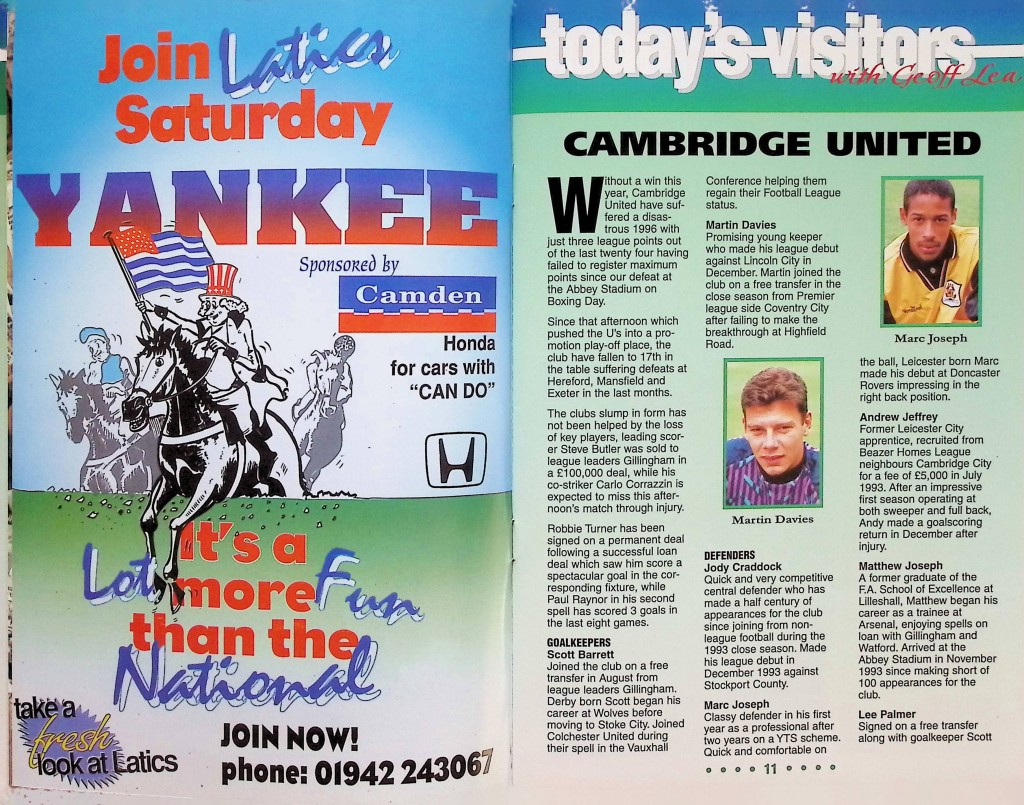 Join Latics
Saturday
YANKEE
Sponsored by
Camden
Honda
for cars with
“CAN DO”
It's a
Lot more Fun
than the
National
take a
fresh
look at Latics
JOIN NOW!
phone: 01942 243067
today's visitors
with Geoff Lea
CAMBRIDGE UNITED
Without a win this
year, Cambridge
United have suf-
fered a disas-
trous 1996 with
just three league points out
of the last twenty four having
failed to register maximum
points since our defeat at
the Abbey Stadium on
Boxing Day.
Since that afternoon which
pushed the U's into a pro-
motion play-off place, the
club have fallen to 17th in
the table suffering defeats at
Hereford, Mansfield and
Exeter in the last months.
The clubs slump in form has
not been helped by the loss
of key players, leading scor-
er Steve Butler was sold to
league leaders Gillingham in
a £100,000 deal, while his
co-striker Carlo Corrazzin is
expected to miss this after-
noon's match through injury.
Robbie Turner has been
signed on a permanent deal
following a successful loan
deal which saw him score a
spectacular goal in the cor-
responding fixture, while
Paul Raynor in his second
spell has scored 3 goals in
the last eight games.
GOALKEEPERS
Scott Barrett
Joined the club on a free
transfer in August from
league leaders Gillingham.
Derby born Scott began his
career at Wolves before
moving to Stoke City. Joined
Colchester United during
their spell in the Vauxhall
Conference helping them
regain their Football League
status.
Martin Davies
Promising young keeper
who made his league debut
against Lincoln City in
December. Martin joined the
club on a free transfer in the
close season from Premier
league side Coventry City
after failing to make the
breakthrough at Highfield
Road.
Martin Davies
DEFENDERS
Jody Craddock
Quick and very competitive
central defender who has
made a half century of
appearances for the club
since joining from non-
league football during the
1993 close season. Made
his league debut in
December 1993 against
Stockport County.
Marc Joseph
Classy defender in his first
year as a professional after
two years on a YTS scheme.
Quick and comfortable on
Marc Joseph
the ball, Leicester born Marc
made his debut at Doncaster
Rovers impressing in the
right back position.
Andrew Jeffrey
Former Leicester City
apprentice, recruited from
Beazer Homes League
neighbours Cambridge City
for a fee of £5,000 in July
1993. After an impressive
first season operating at
both sweeper and full back,
Andy made a goalscoring
return in December after
injury.
Matthew Joseph
A former graduate of the
F.A. School of Excellence at
Lilleshall, Matthew began his
career as a trainee at
Arsenal, enjoying spells on
loan with Gillingham and
Watford. Arrived at the
Abbey Stadium in November
1993 since making short of
100 appearances for the
club.
Lee Palmer
Signed on a free transfer
along with goalkeeper Scott
11